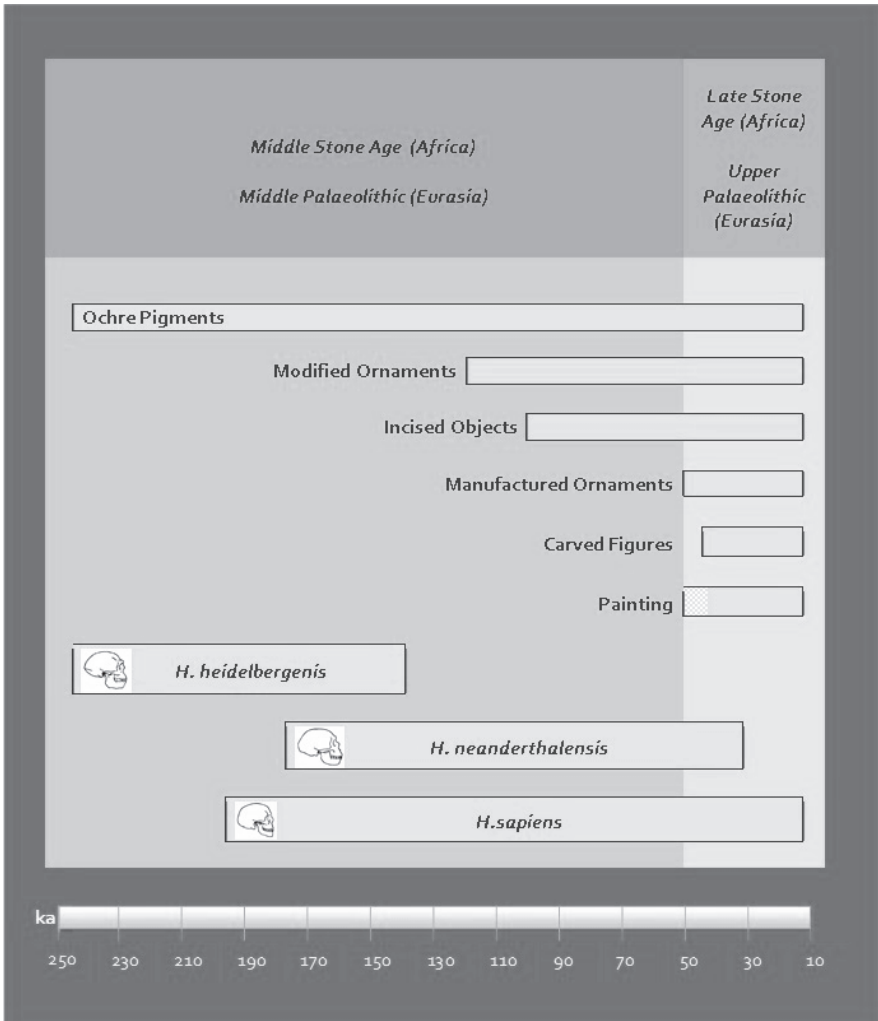 Late Stone
Age (Africa)
Middle Stone Age (Africa)
Middle Palaeolithic (Eurasia)
Upper
Palaeolithic
(Eurasia)
Ochre Pigments
Modified Ornaments
Incised Objects
Manufactured Ornaments
Carved Figures
Painting
H. heidelbergenis
H. neanderthalensis
H.sapiens
ka
250 230 210 190 170 150 130 110 90 70 50 30 10